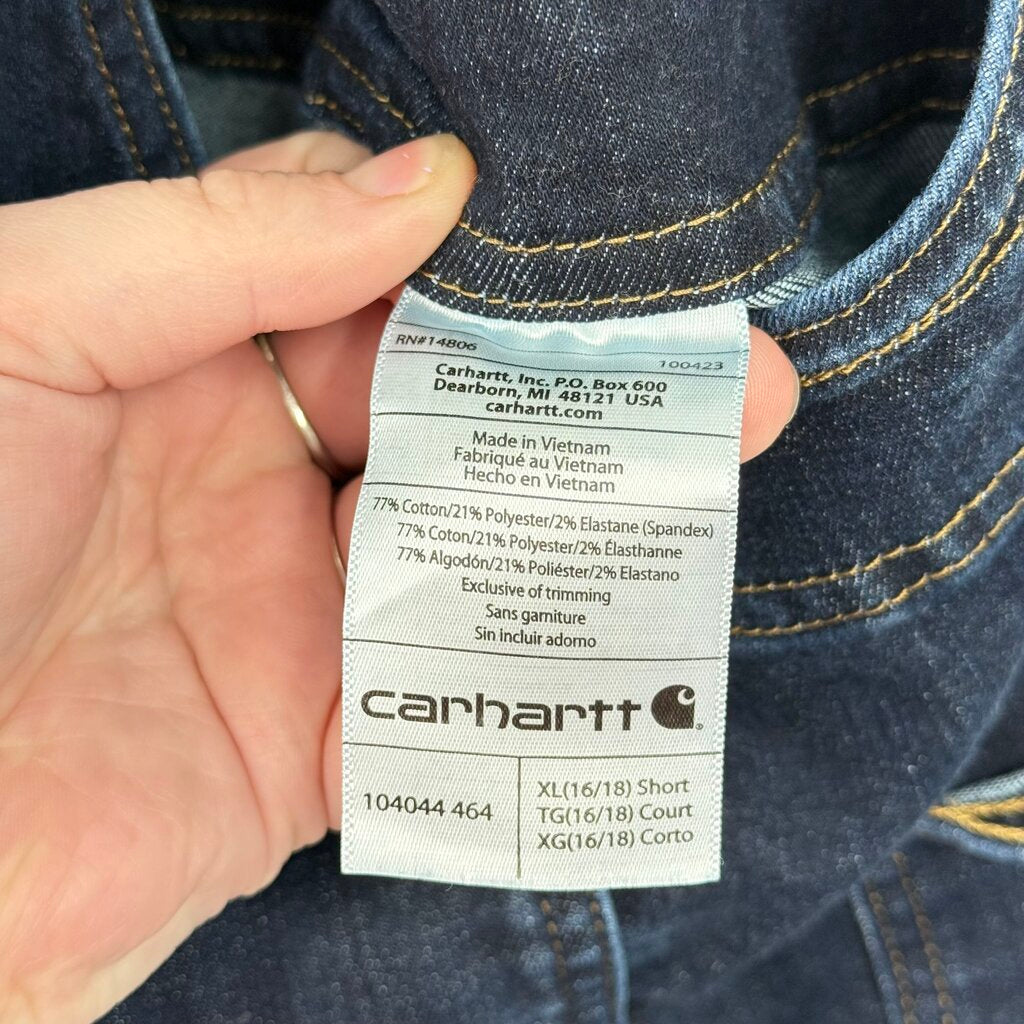 RN#14806 100423
Carhartt, Inc. P.O. Box 600
Dearborn, MI 48121 USA
carhartt.com
Made in Vietnam
Fabriqué au Vietnam
Hecho en Vietnam
77% Cotton/21% Polyester/2% Elastane (Spandex)
77% Coton/21% Polyester/2% Élasthanne
77% Algodón/21% Poliéster/2% Elastano
Exclusive of trimming
Sans garniture
Sin incluir adorno
carhartt
104044 464
XL(16/18) Short
TG(16/18) Court
XG(16/18) Corto